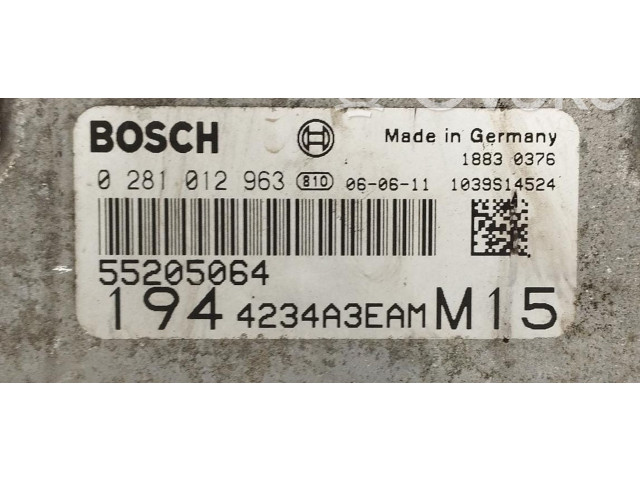 BOSCH
Made in Germany
1883 0376
0 281 012 963 810 06-06-11 1039S14524
55205064
194 4234A3EAM M15